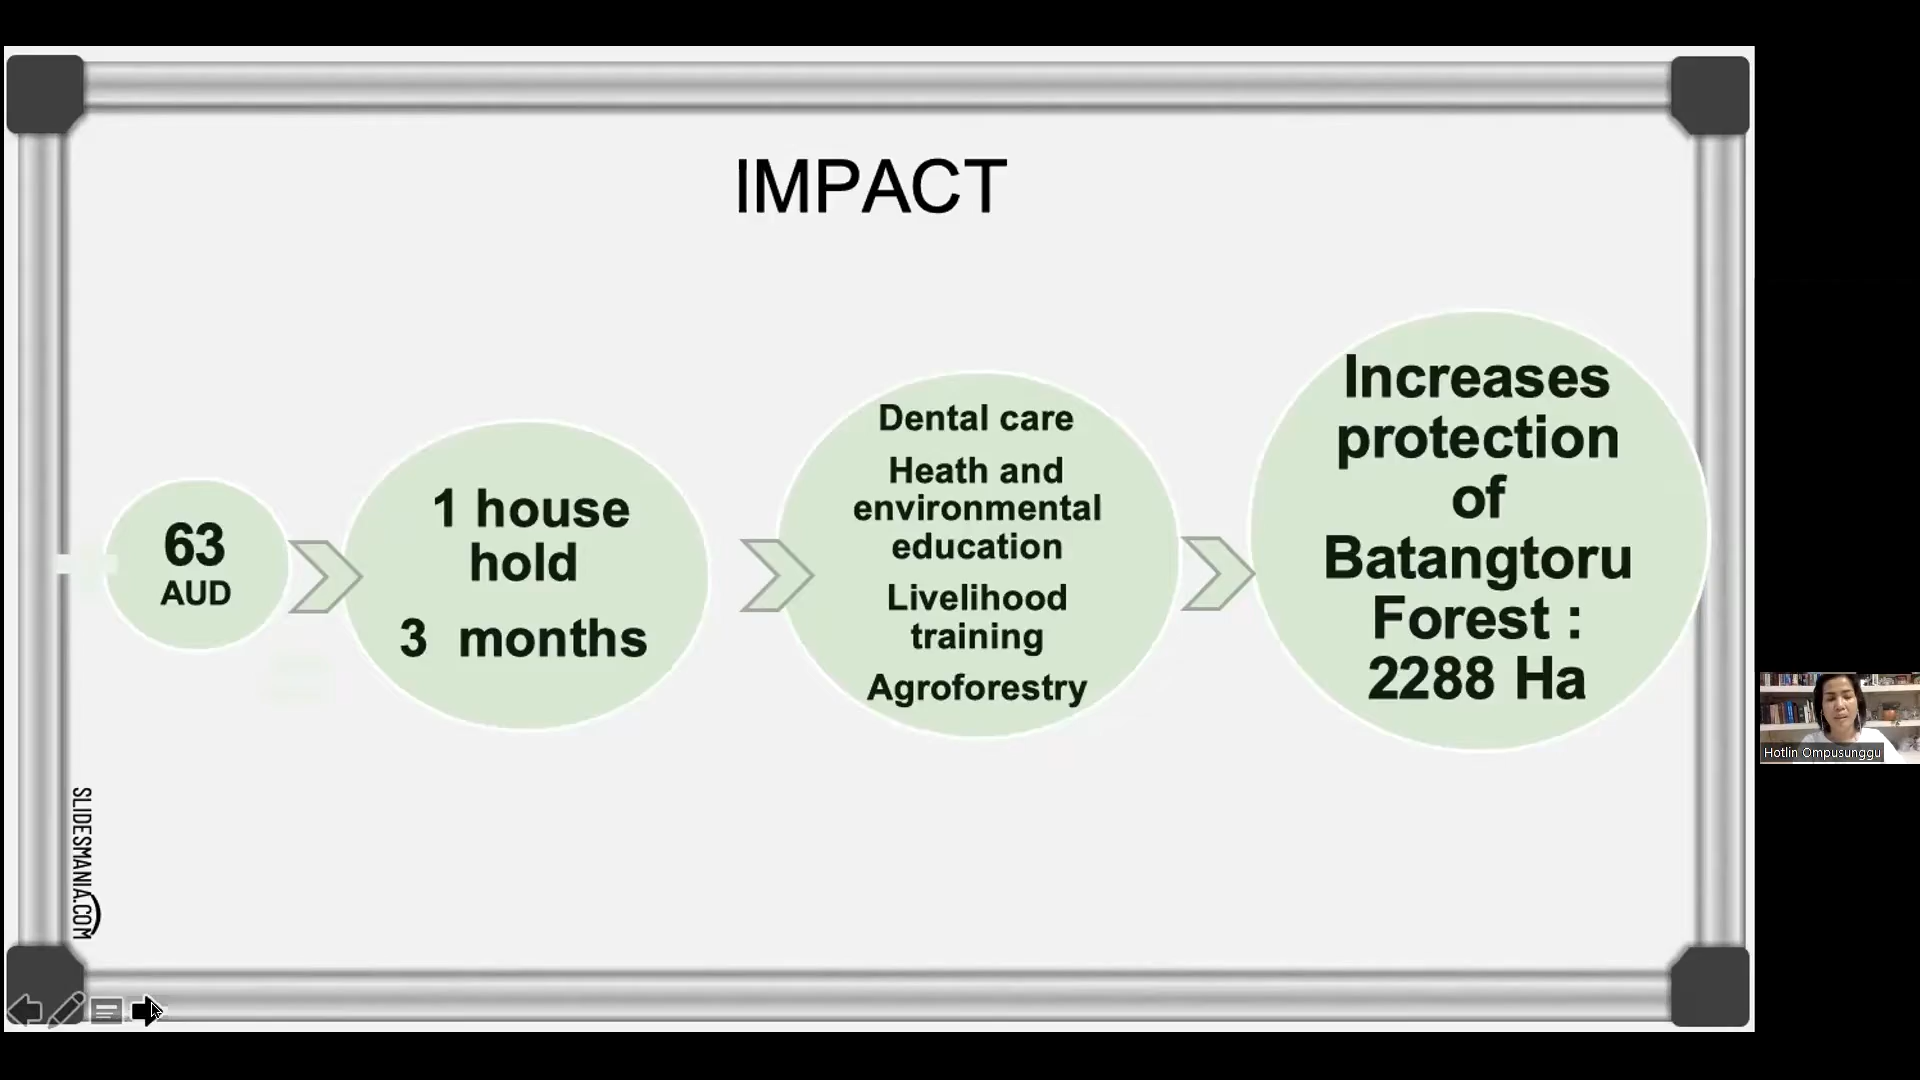 IMPACT
63
AUD
1 house
hold
3 months
Dental care
Heath and
environmental
education
Livelihood
training
Agroforestry
Increases
protection
of
Batangtoru
Forest :
2288 Ha
SLIDESMANIA.COM
Hotlin Ompusunggu